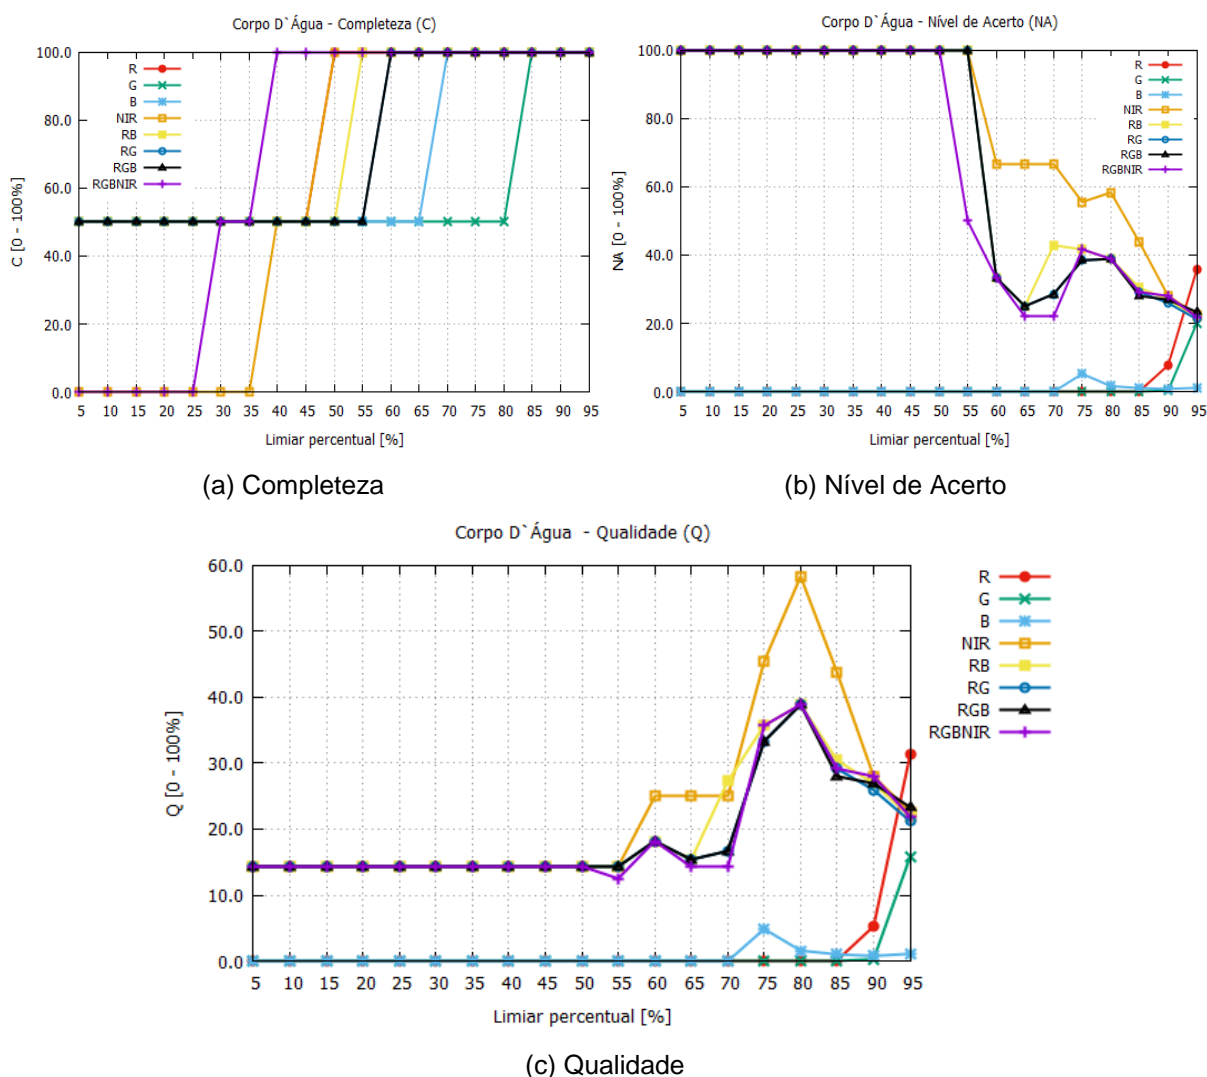 Corpo D`Água - Completeza (C)
100.0
80.0
60.0
40.0
20.0
0.0
C [0 - 100%]
R
G
B
NIR
RB
RG
RGB
RGBNIR
5 10 15 20 25 30 35 40 45 50 55 60 65 70 75 80 85 90 95
Limiar percentual [%]
(a) Completeza
Corpo D`Água - Nível de Acerto (NA)
100.0
80.0
60.0
40.0
20.0
0.0
NA [0 - 100%]
R
G
B
NIR
RB
RG
RGB
RGBNIR
5 10 15 20 25 30 35 40 45 50 55 60 65 70 75 80 85 90 95
Limiar percentual [%]
(b) Nível de Acerto
Corpo D`Água - Qualidade (Q)
60.0
50.0
40.0
30.0
20.0
10.0
0.0
Q [0 - 100%]
R
G
B
NIR
RB
RG
RGB
RGBNIR
5 10 15 20 25 30 35 40 45 50 55 60 65 70 75 80 85 90 95
Limiar percentual [%]
(c) Qualidade